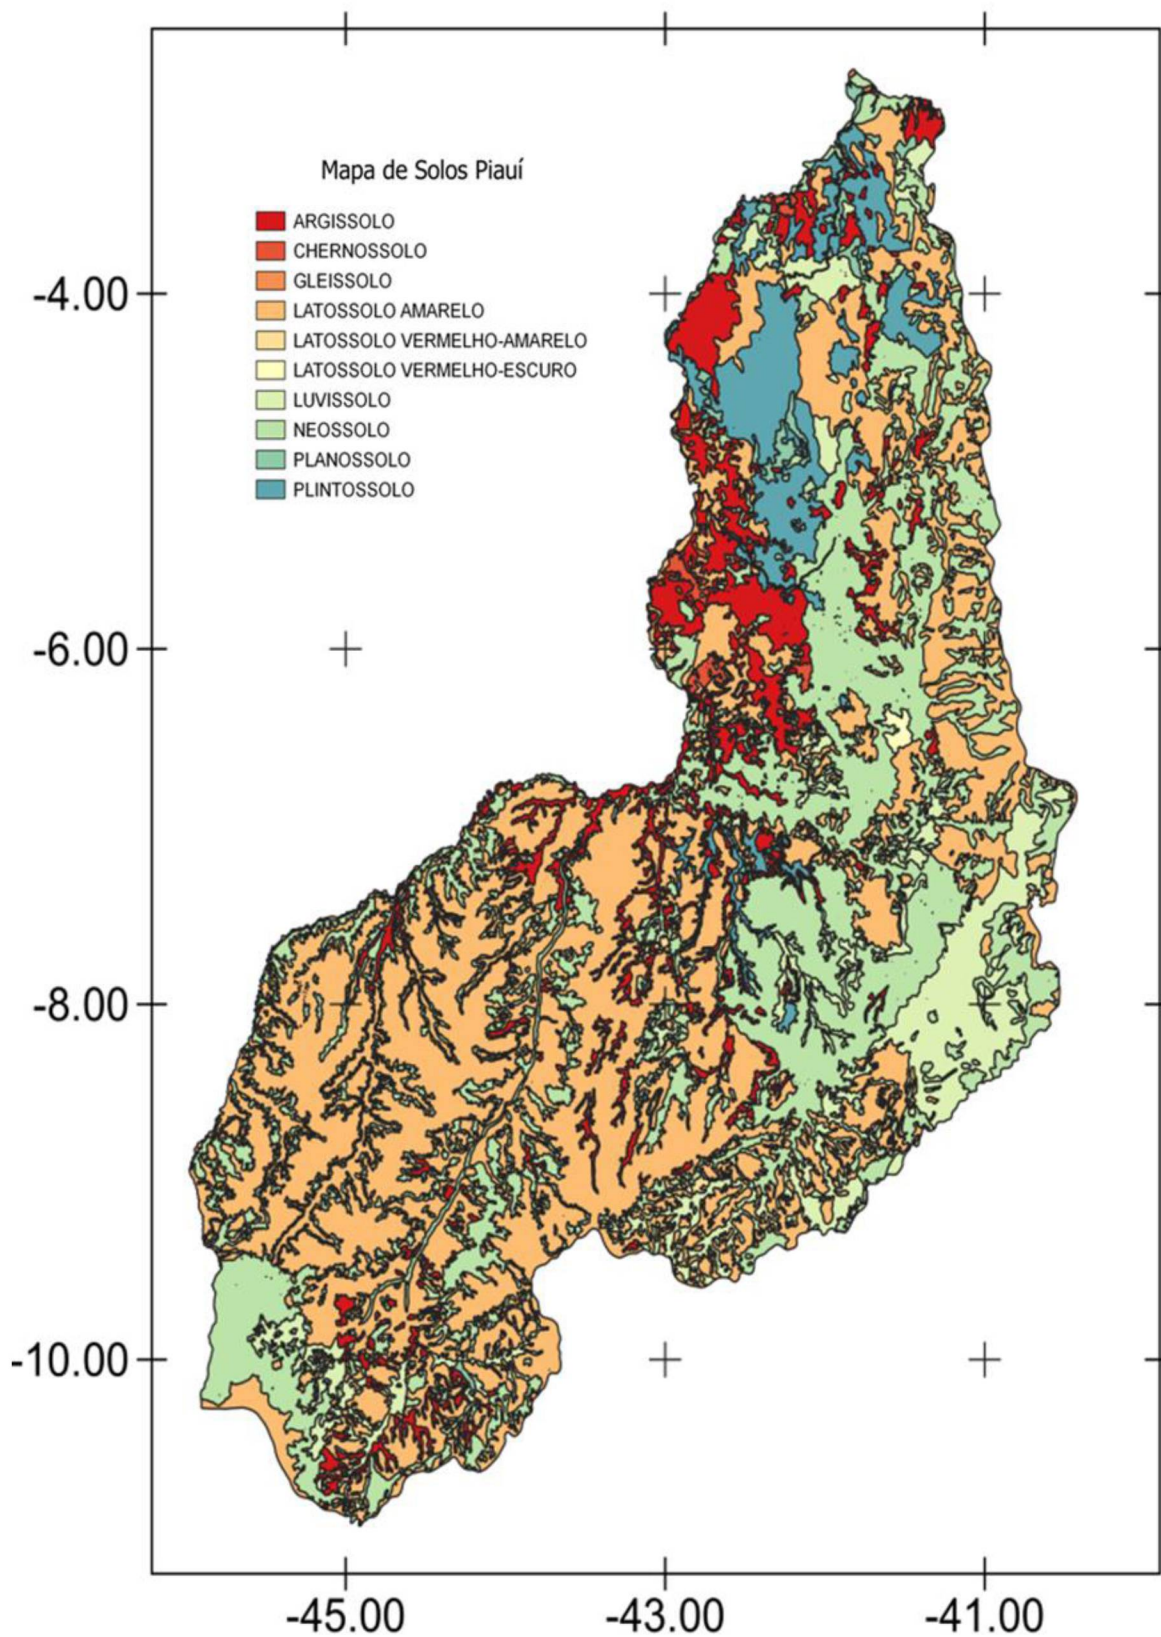 Mapa de Solos Piauí
ARGISSOLO
CHERNOSSOLO
GLEISSOLO
LATOSSOLO AMARELO
LATOSSOLO VERMELHO-AMARELO
LATOSSOLO VERMELHO-ESCURO
LUVISSOLO
NEOSSOLO
PLANOSSOLO
PLINTOSSOLO
-4.00
-6.00
-8.00
-10.00
-45.00 -43.00 -41.00